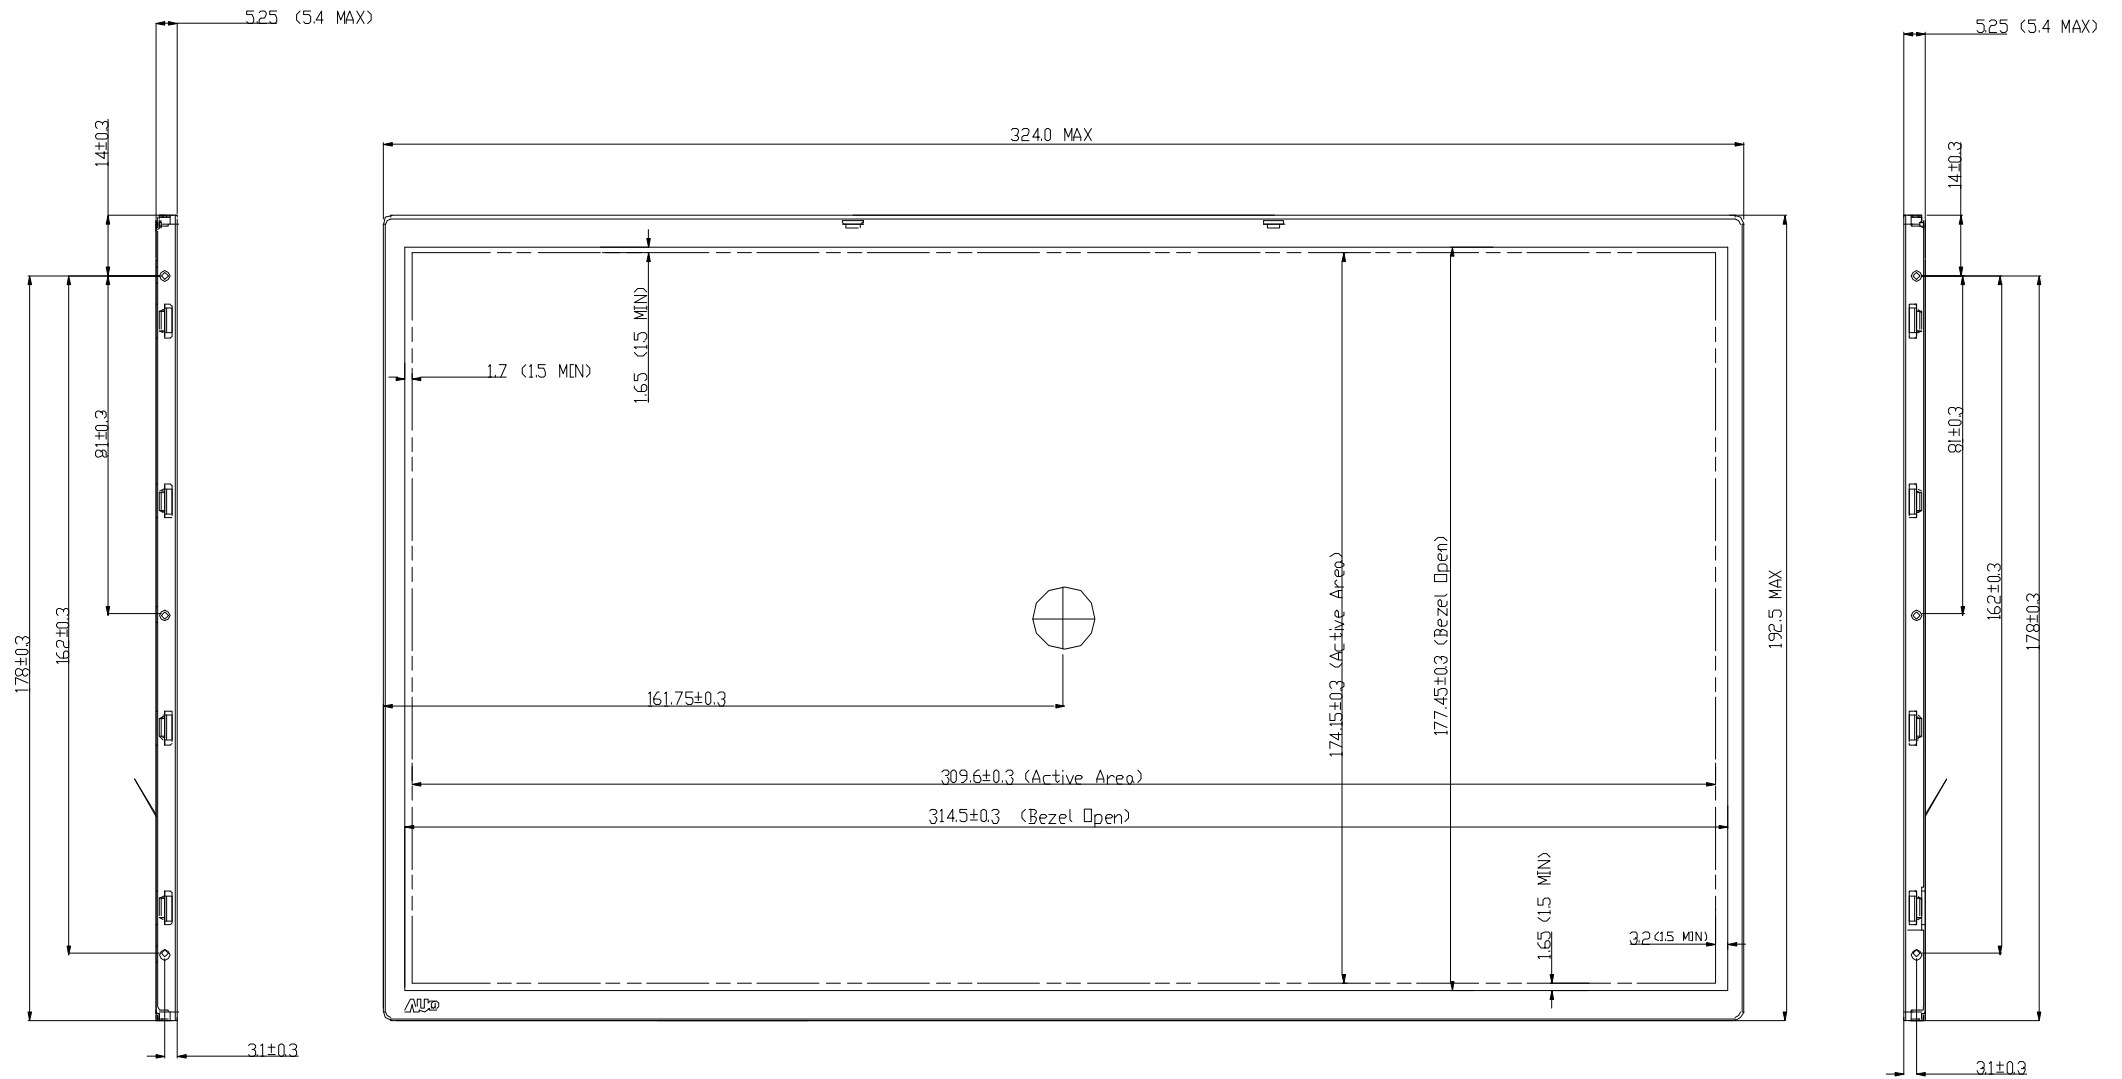 5.25 (5.4 MAX)
5.25 (5.4 MAX)
324.0 MAX
14±0.3
14±0.3
1.65 (1.5 MIN)
1.7 (1.5 MIN)
81±0.3
81±0.3
174.15±0.3 (Active Area)
177.45±0.3 (Bezel Open)
192.5 MAX
162±0.3
178±0.3
162±0.3
178±0.3
161.75±0.3
309.6±0.3 (Active Area)
314.5±0.3 (Bezel Open)
1.65 (1.5 MIN)
3.2 (1.5 MIN)
AUO
3.1±0.3
3.1±0.3